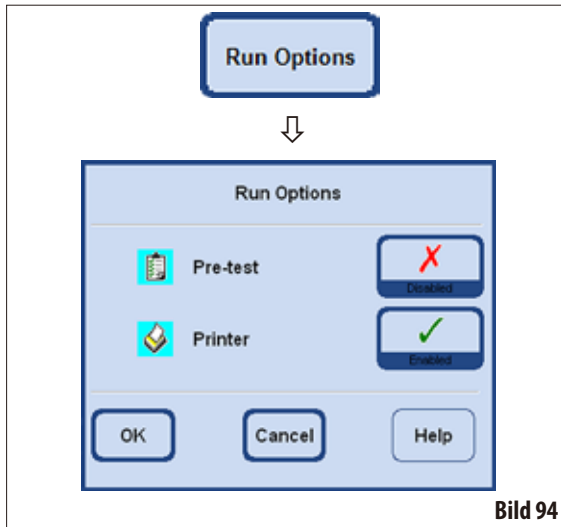 Run Options
Run Options
Pre-test
Disabled
Printer
Enabled
OK Cancel Help
Bild 94